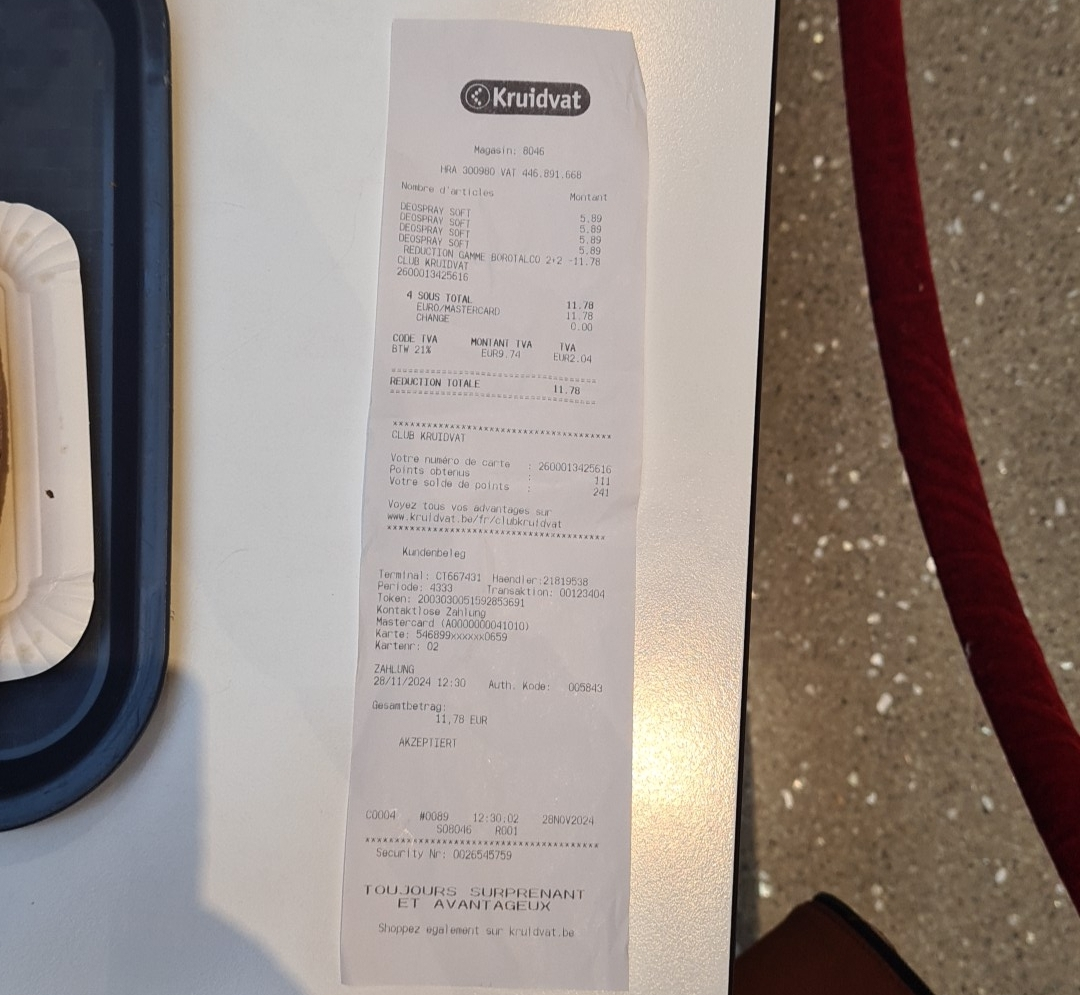 Kruidvat
Magasin: 8046
HRA 300980 VAT 446.891.668
Nombre d'articles Montant
DEOSPRAY SOFT 5.89
DEOSPRAY SOFT 5.89
DEOSPRAY SOFT 5.89
DEOSPRAY SOFT 5.89
REDUCTION GAMME BOROTALCO 2+2 -11.78
CLUB KRUIDVAT
2600013425616
4 SOUS TOTAL 11.78
EURO/MASTERCARD 11.78
CHANGE 0.00
CODE TVA MONTANT TVA TVA
BTW 21% EUR9.74 EUR2.04
====================================
REDUCTION TOTALE 11.78
====================================
**************************************
CLUB KRUIDVAT
Votre numéro de carte : 2600013425616
Points obtenus : 111
Votre solde de points : 241
Voyez tous vos advantages sur
www.kruidvat.be/fr/clubkruidvat
**************************************
Kundenbeleg
Terminal: CT667431 Haendler:21819538
Periode: 4333 Transaktion: 00123404
Token: 2003030051592853691
Kontaktlose Zahlung
Mastercard (A0000000041010)
Karte: 546899xxxxxx0659
Kartenr: 02
ZAHLUNG
28/11/2024 12:30 Auth. Kode: 005843
Gesamtbetrag:
11,78 EUR
AKZEPTIERT
C0004 #0089 12:30:02 28NOV2024
S08046 R001
**************************************
Security Nr: 0026545759
TOUJOURS SURPRENANT
ET AVANTAGEUX
Shoppez egalement sur kruidvat.be